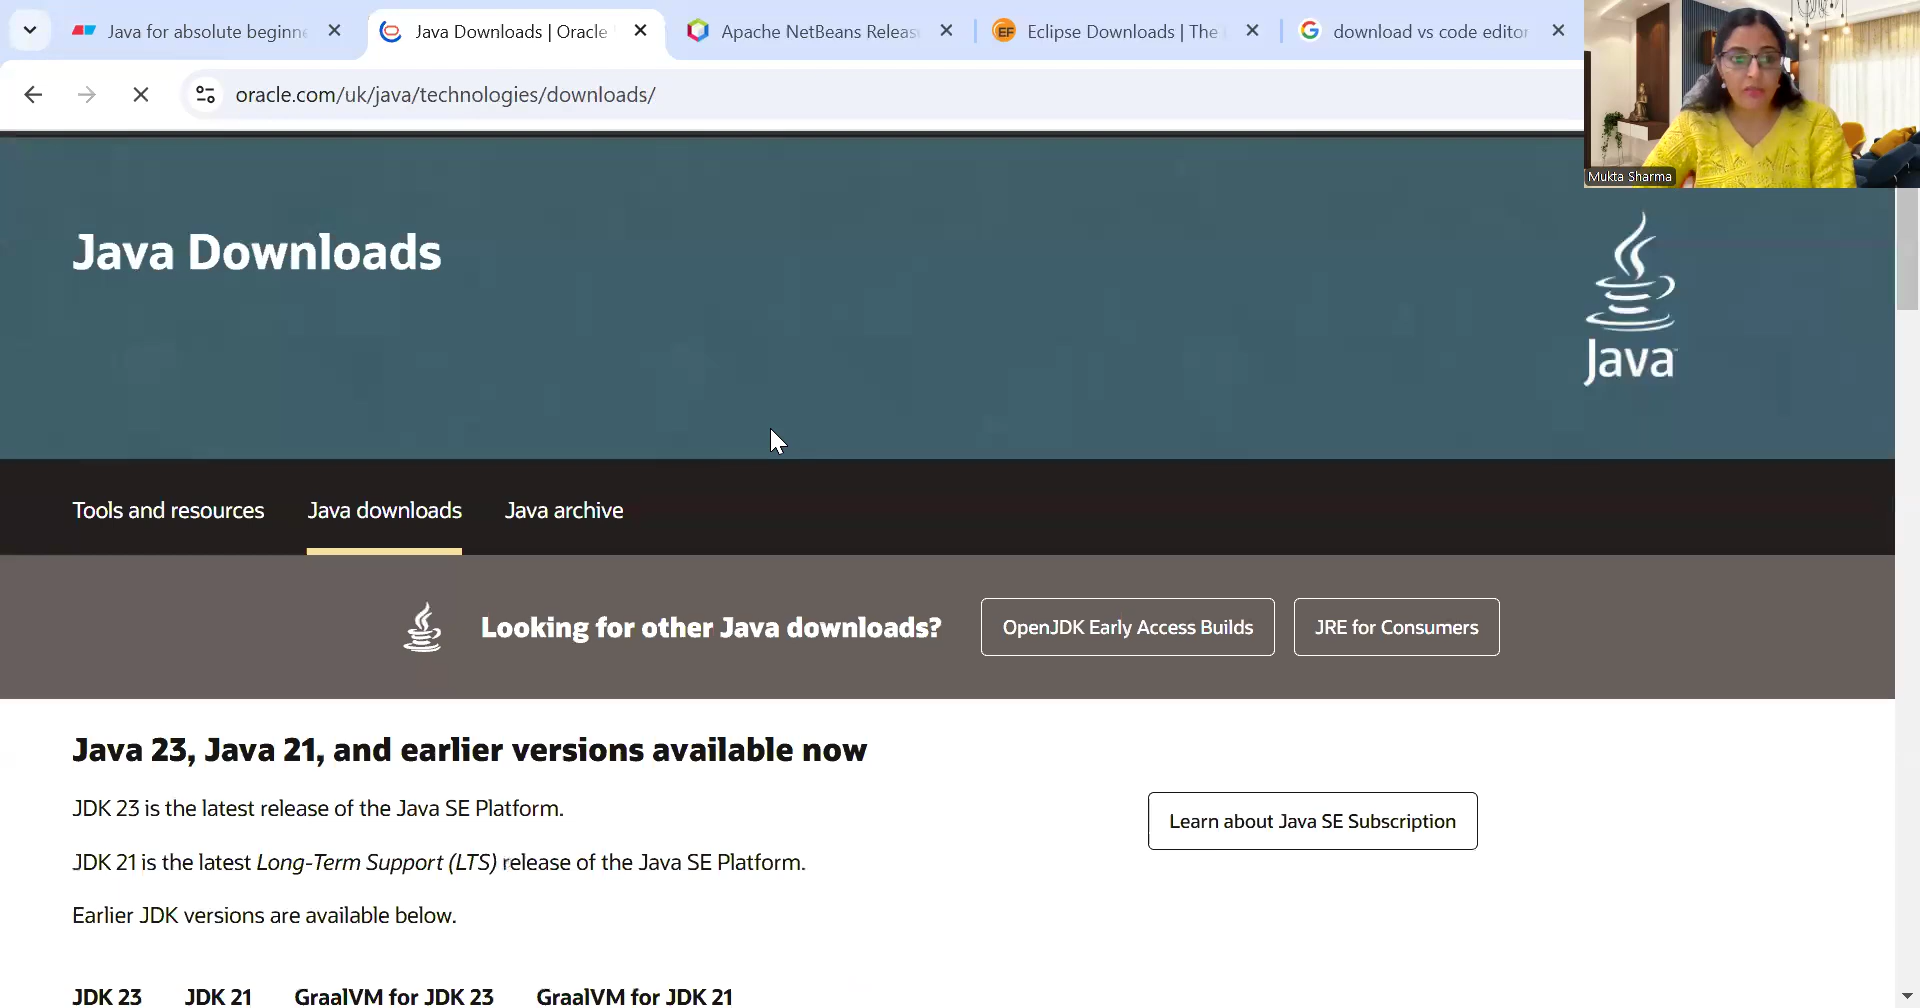 Java for absolute beginne
Java Downloads | Oracle
Apache NetBeans Releas
Eclipse Downloads | The
download vs code editor
oracle.com/uk/java/technologies/downloads/
Mukta Sharma
Java Downloads
Java
Tools and resources
Java downloads
Java archive
Looking for other Java downloads?
OpenJDK Early Access Builds
JRE for Consumers
Java 23, Java 21, and earlier versions available now
JDK 23 is the latest release of the Java SE Platform.
Learn about Java SE Subscription
JDK 21 is the latest Long-Term Support (LTS) release of the Java SE Platform.
Earlier JDK versions are available below.
JDK 23
JDK 21
GraalVM for JDK 23
GraalVM for JDK 21